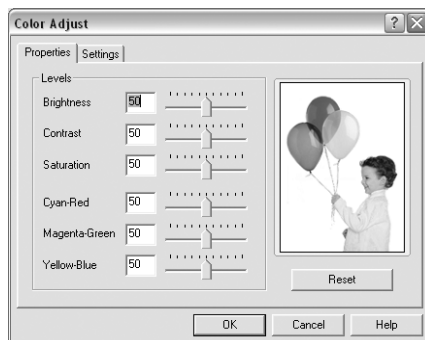 Color Adjust
Properties Settings
Levels
Brightness 50
Contrast 50
Saturation 50
Cyan-Red 50
Magenta-Green 50
Yellow-Blue 50
Reset
OK Cancel Help